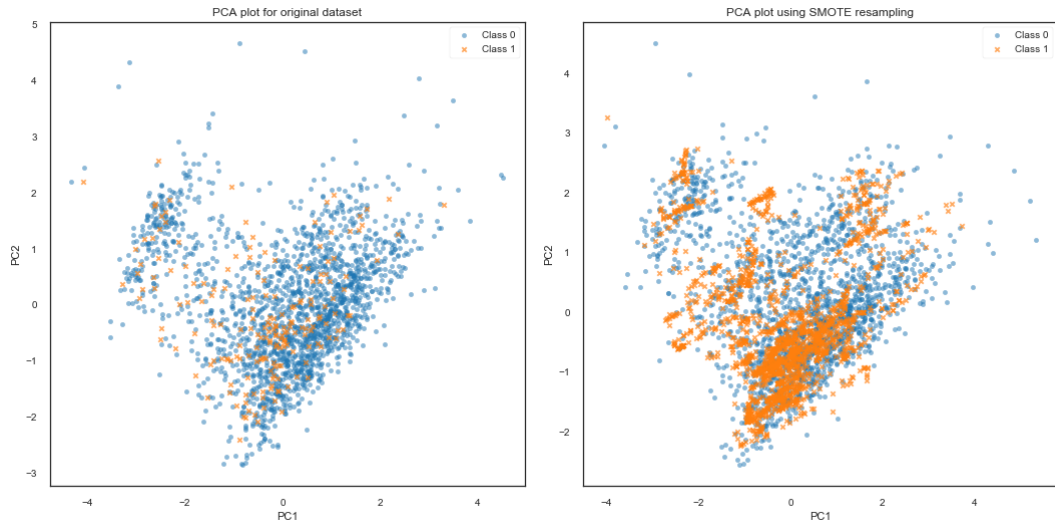 PCA plot for original dataset
Class 0
Class 1
5
4
3
2
1
0
−1
−2
−3
PC2
−4
−2
0
2
4
PC1
PCA plot using SMOTE resampling
Class 0
Class 1
4
3
2
1
0
−1
−2
PC2
−4
−2
0
2
4
PC1